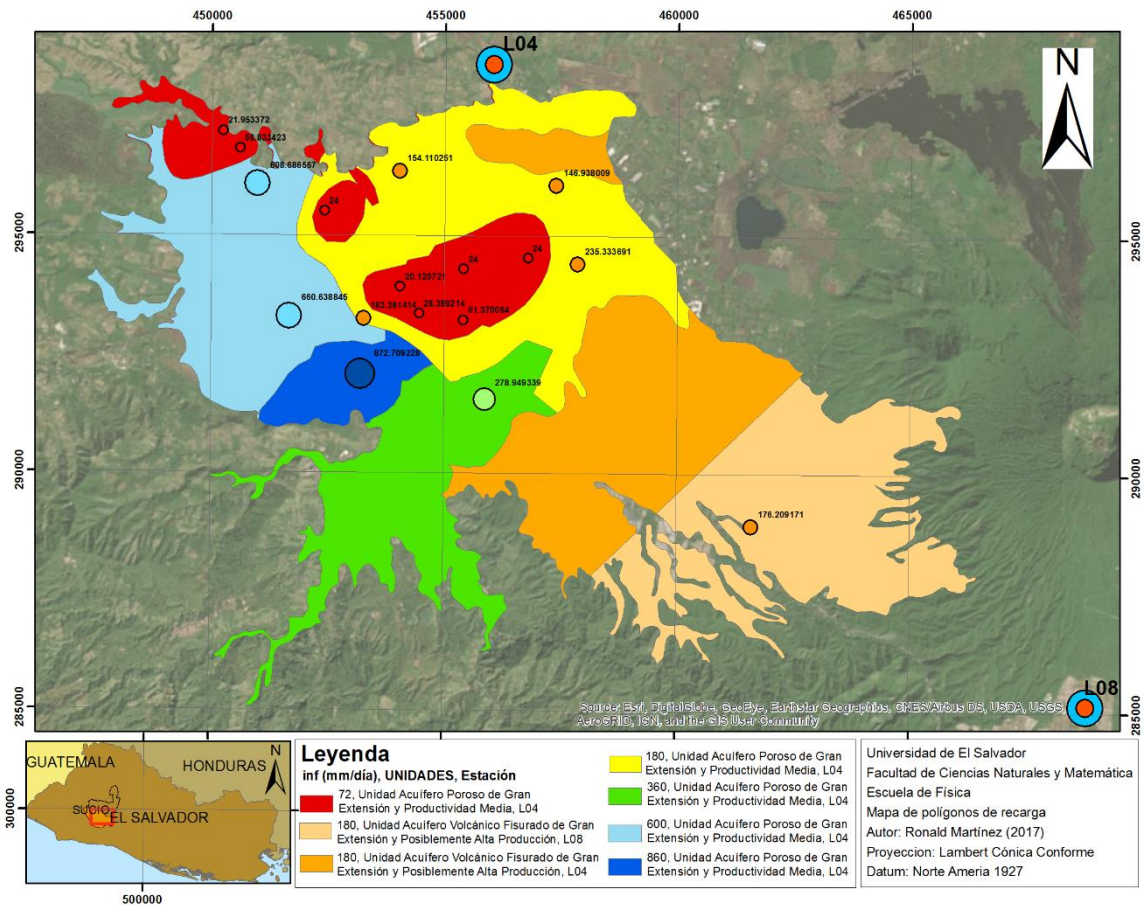 450000 455000 460000 465000
L04
N
21.953372
68.833423
608.686567
154.110251
146.938009
24
295000 295000
24
24
235.333691
20.120721
660.638845
163.391414
28.389214
51.370084
872.709228
278.949339
290000 290000
176.209171
L08
285000 285000
Source: Esri, DigitalGlobe, GeoEye, Earthstar Geographics, CNES/Airbus DS, USDA, USGS,
AeroGRID, IGN, and the GIS User Community
GUATEMALA
HONDURAS
N
SUCIO
EL SALVADOR
300000
500000
Leyenda
inf (mm/día), UNIDADES, Estación
72, Unidad Acuífero Poroso de Gran
Extensión y Productividad Media, L04
180, Unidad Acuífero Volcánico Fisurado de Gran
Extensión y Posiblemente Alta Producción, L08
180, Unidad Acuífero Volcánico Fisurado de Gran
Extensión y Posiblemente Alta Producción, L04
180, Unidad Acuífero Poroso de Gran
Extensión y Productividad Media, L04
360, Unidad Acuífero Poroso de Gran
Extensión y Productividad Media, L04
600, Unidad Acuífero Poroso de Gran
Extensión y Productividad Media, L04
860, Unidad Acuífero Poroso de Gran
Extensión y Productividad Media, L04
Universidad de El Salvador
Facultad de Ciencias Naturales y Matemática
Escuela de Física
Mapa de polígonos de recarga
Autor: Ronald Martínez (2017)
Proyeccion: Lambert Cónica Conforme
Datum: Norte Ameria 1927